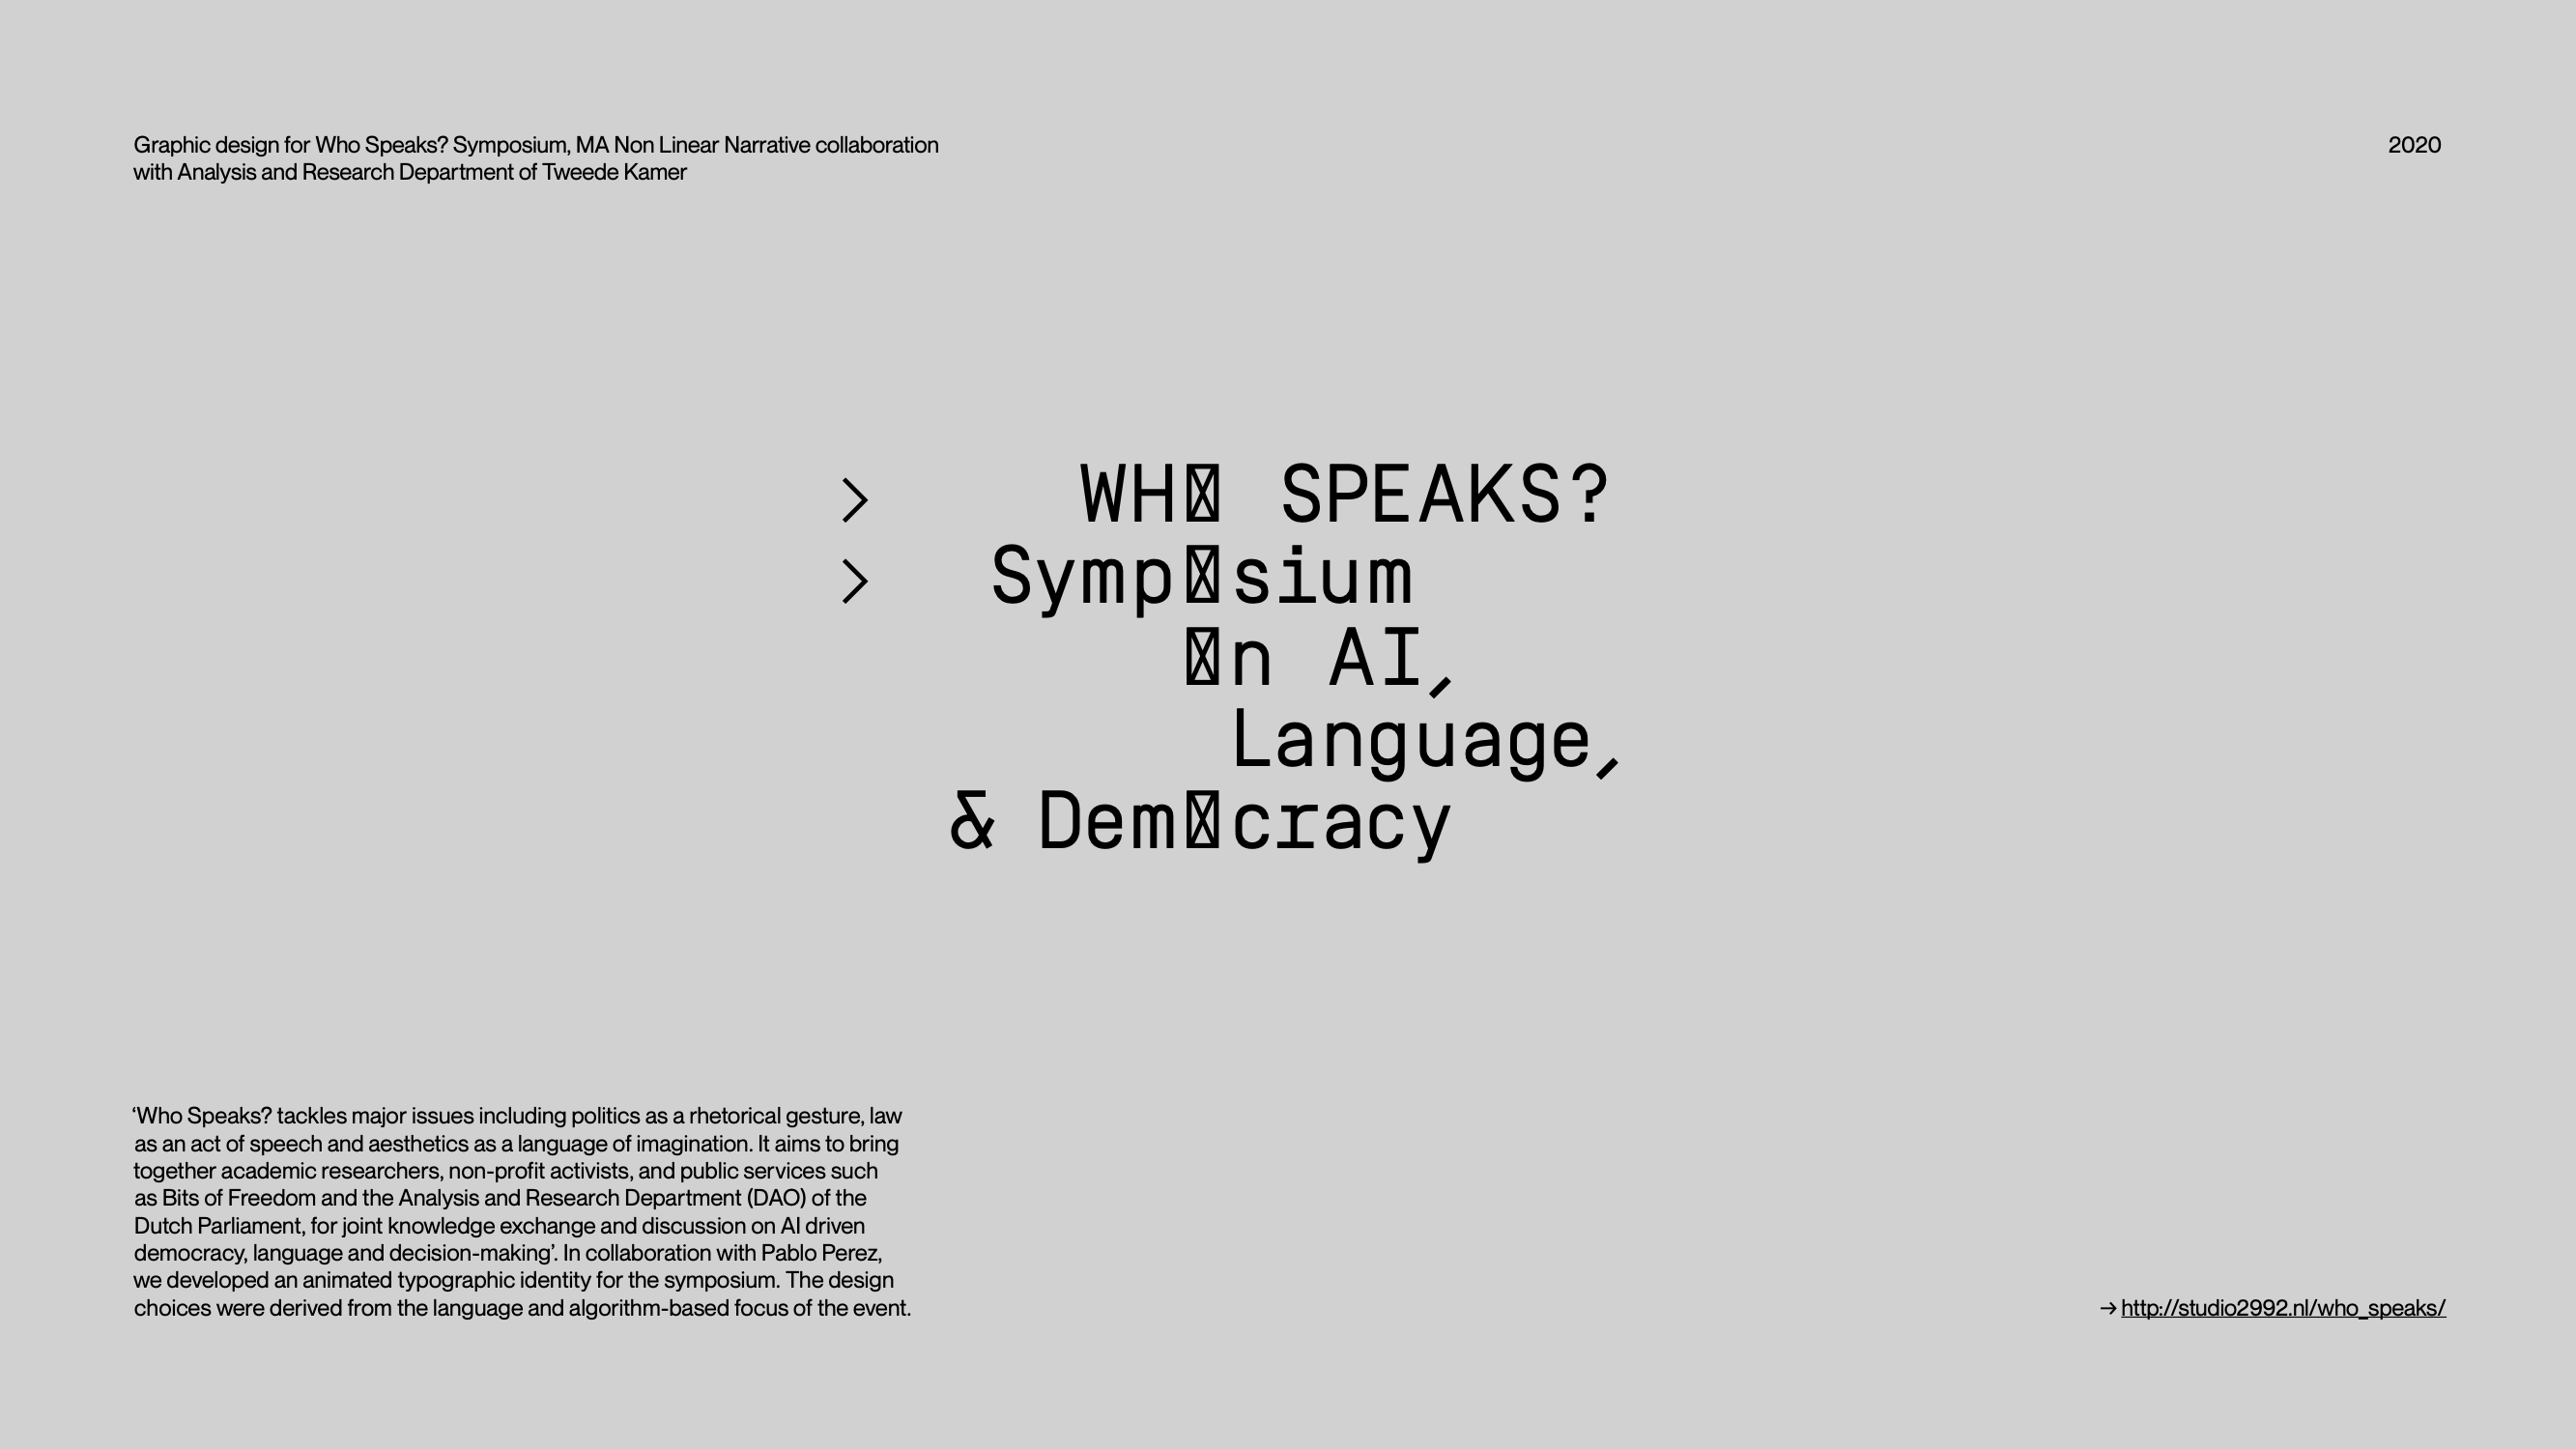 Graphic design for Who Speaks? Symposium, MA Non Linear Narrative collaboration
with Analysis and Research Department of Tweede Kamer
2020
> WH☒ SPEAKS?
> Symp☒sium
☒n AI,
Language,
& Dem☒cracy
‘Who Speaks? tackles major issues including politics as a rhetorical gesture, law
as an act of speech and aesthetics as a language of imagination. It aims to bring
together academic researchers, non-profit activists, and public services such
as Bits of Freedom and the Analysis and Research Department (DAO) of the
Dutch Parliament, for joint knowledge exchange and discussion on AI driven
democracy, language and decision-making’. In collaboration with Pablo Perez,
we developed an animated typographic identity for the symposium. The design
choices were derived from the language and algorithm-based focus of the event.
→ http://studio2992.nl/who_speaks/